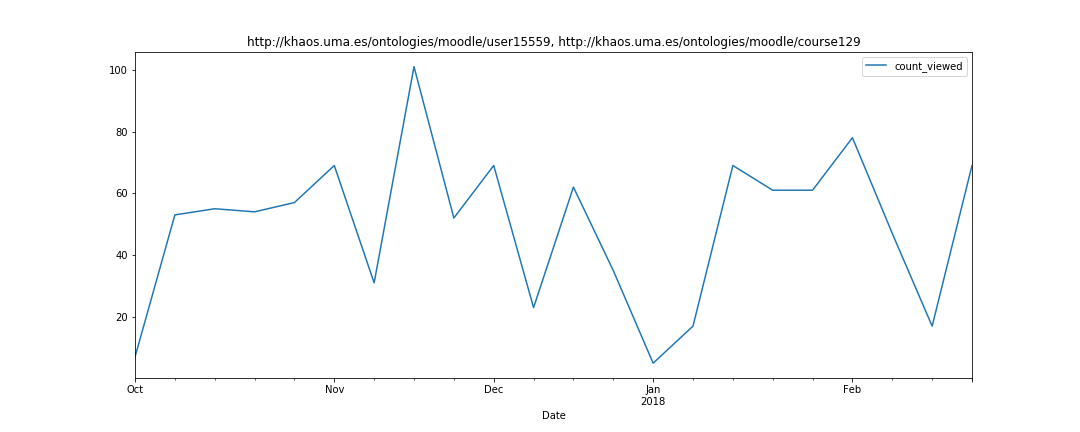 http://khaos.uma.es/ontologies/moodle/user15559, http://khaos.uma.es/ontologies/moodle/course129
count_viewed
100
80
60
40
20
Oct
Nov
Dec
Jan
2018
Feb
Date